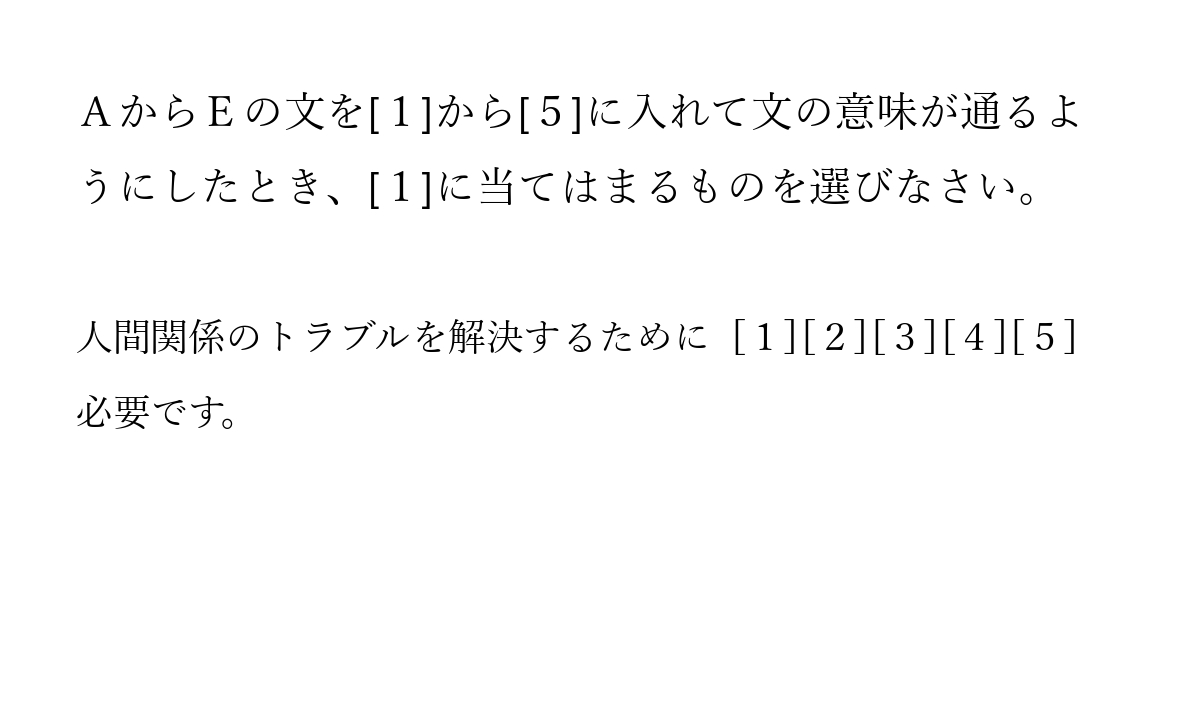 ＡからＥの文を[１]から[５]に入れて文の意味が通るよ
うにしたとき、[１]に当てはまるものを選びなさい。
人間関係のトラブルを解決するために［１][２][３][４][５］
必要です。